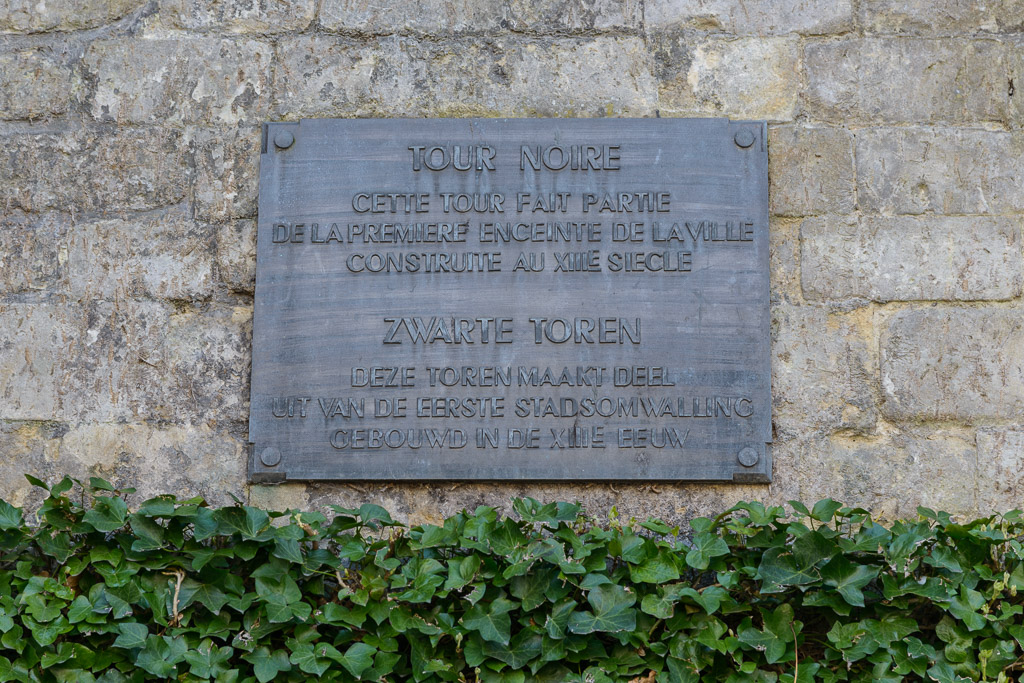 TOUR NOIRE
CETTE TOUR FAIT PARTIE
DE LA PREMIERE ENCEINTE DE LA VILLE
CONSTRUITE AU XIIIE SIECLE
ZWARTE TOREN
DEZE TOREN MAAKT DEEL
UIT VAN DE EERSTE STADSOMWALLING
GEBOUWD IN DE XIIIE EEUW